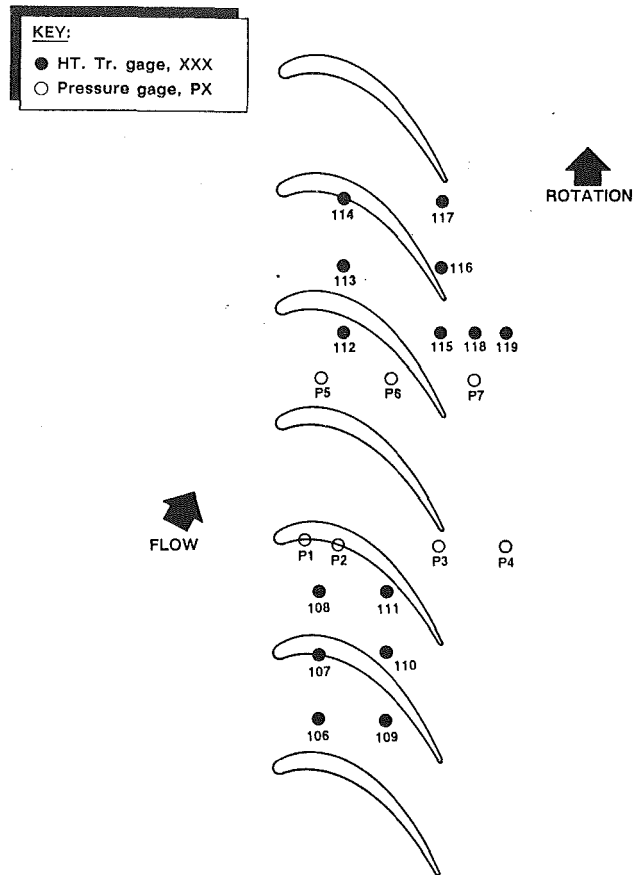 KEY:
HT. Tr. gage, XXX
Pressure gage, PX
ROTATION
114
117
113
116
112
115
118
119
P5
P6
P7
FLOW
P1
P2
P3
P4
108
111
107
110
106
109